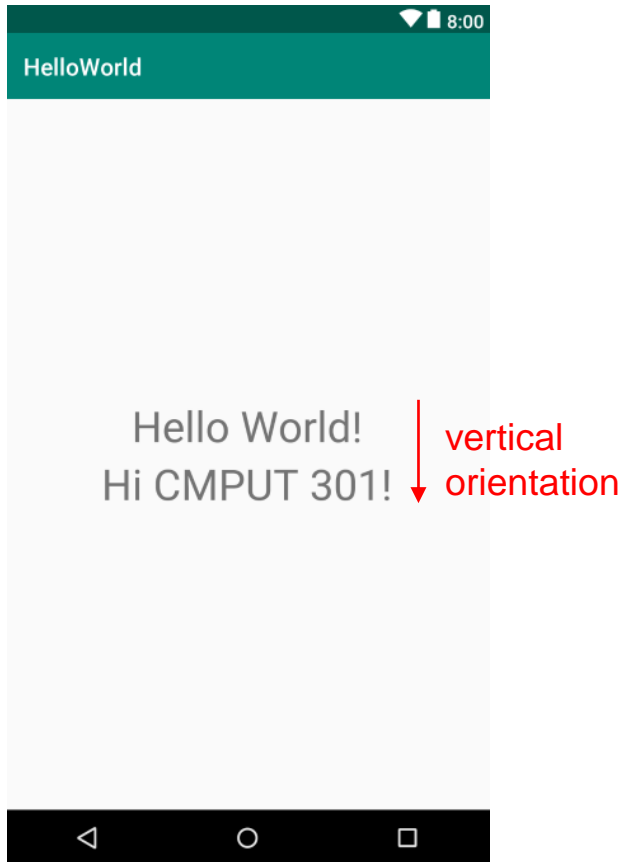 8:00
HelloWorld
Hello World!
Hi CMPUT 301!
vertical
orientation